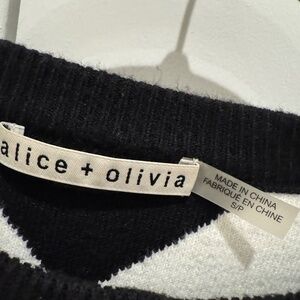 alice + olivia
MADE IN CHINA
FABRIQUÉ EN CHINE
S/P